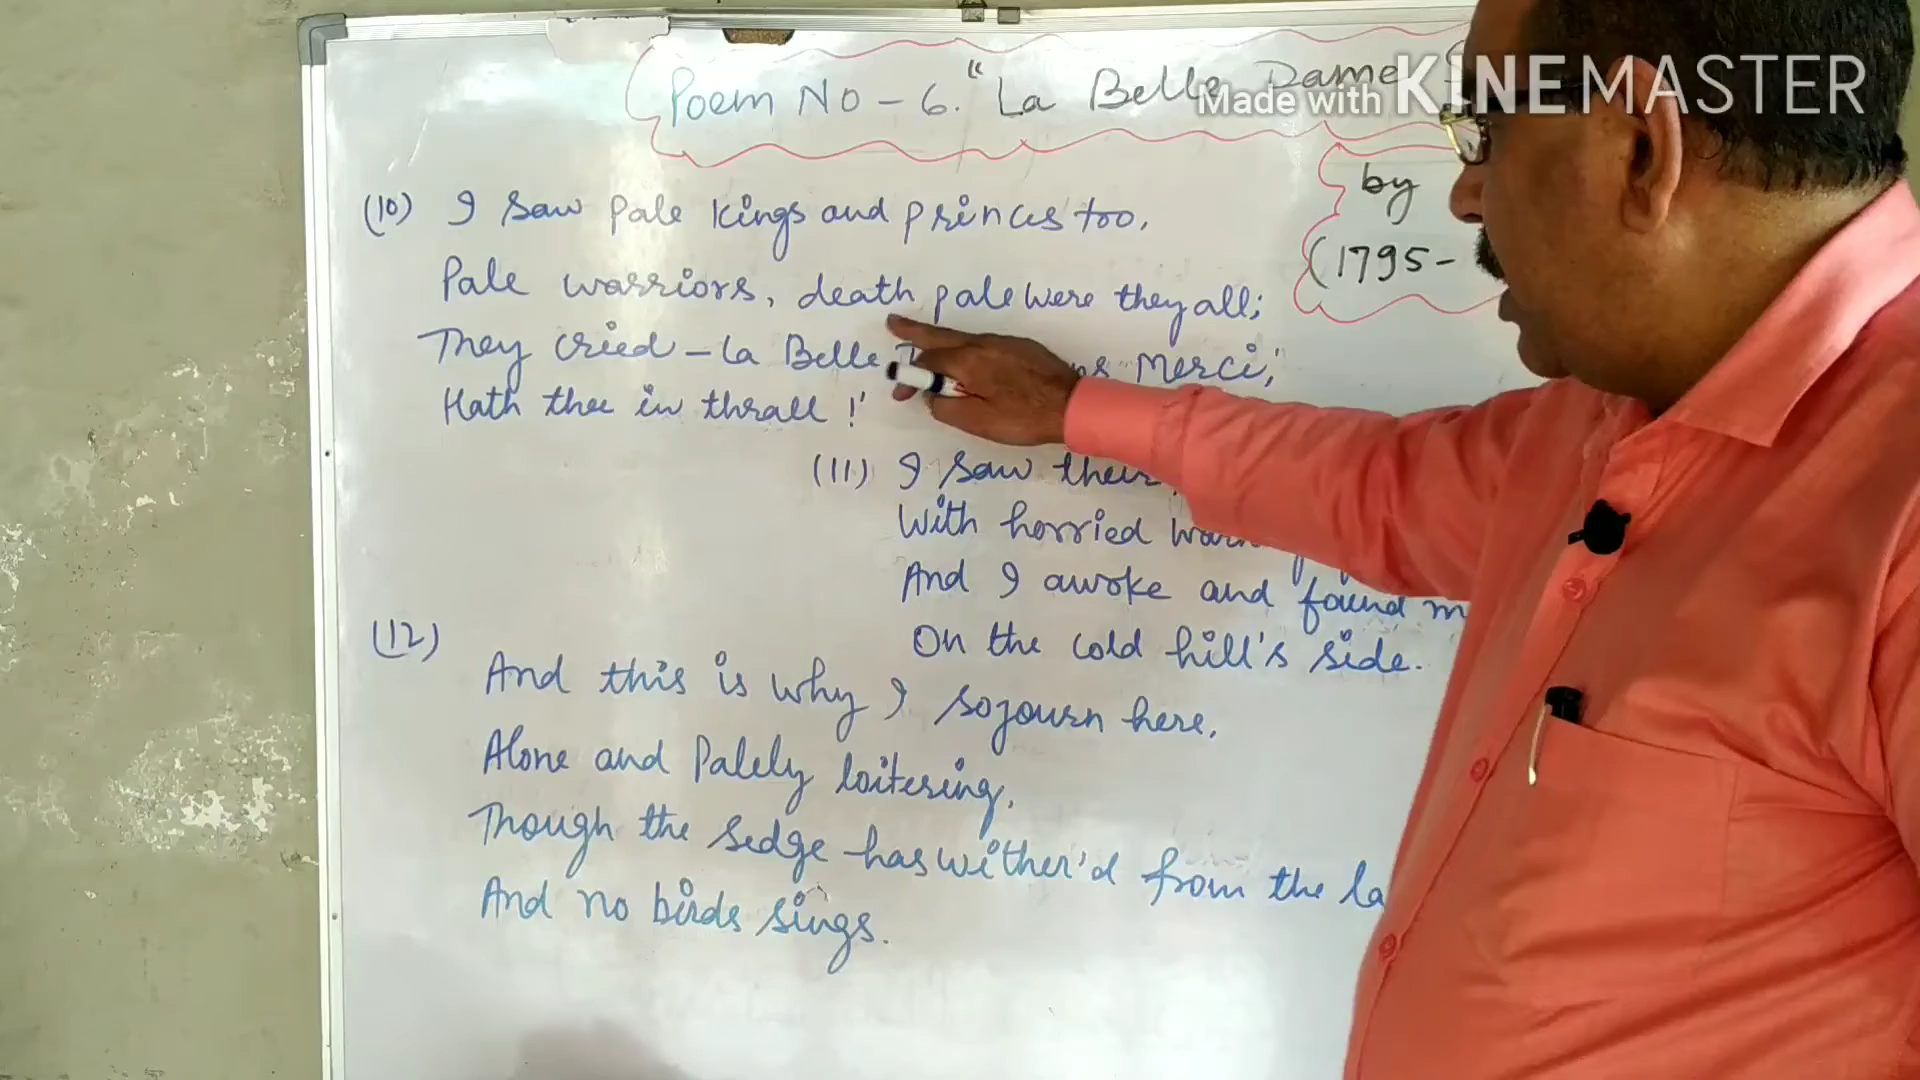 Poem No - 6. "La Belle Dame
Made with KINEMASTER
by
(1795-
(10) I saw pale kings and princes too,
Pale warriors, death pale were they all;
They cried - La Belle Merci,'
Hath thee in thrall !'
(11) I saw their
With horried
And I awoke and found
On the cold hill's side.
(12)
And this is why I sojourn here,
Alone and Palely loitering,
Though the sedge has wither'd from the
And no birds sings.